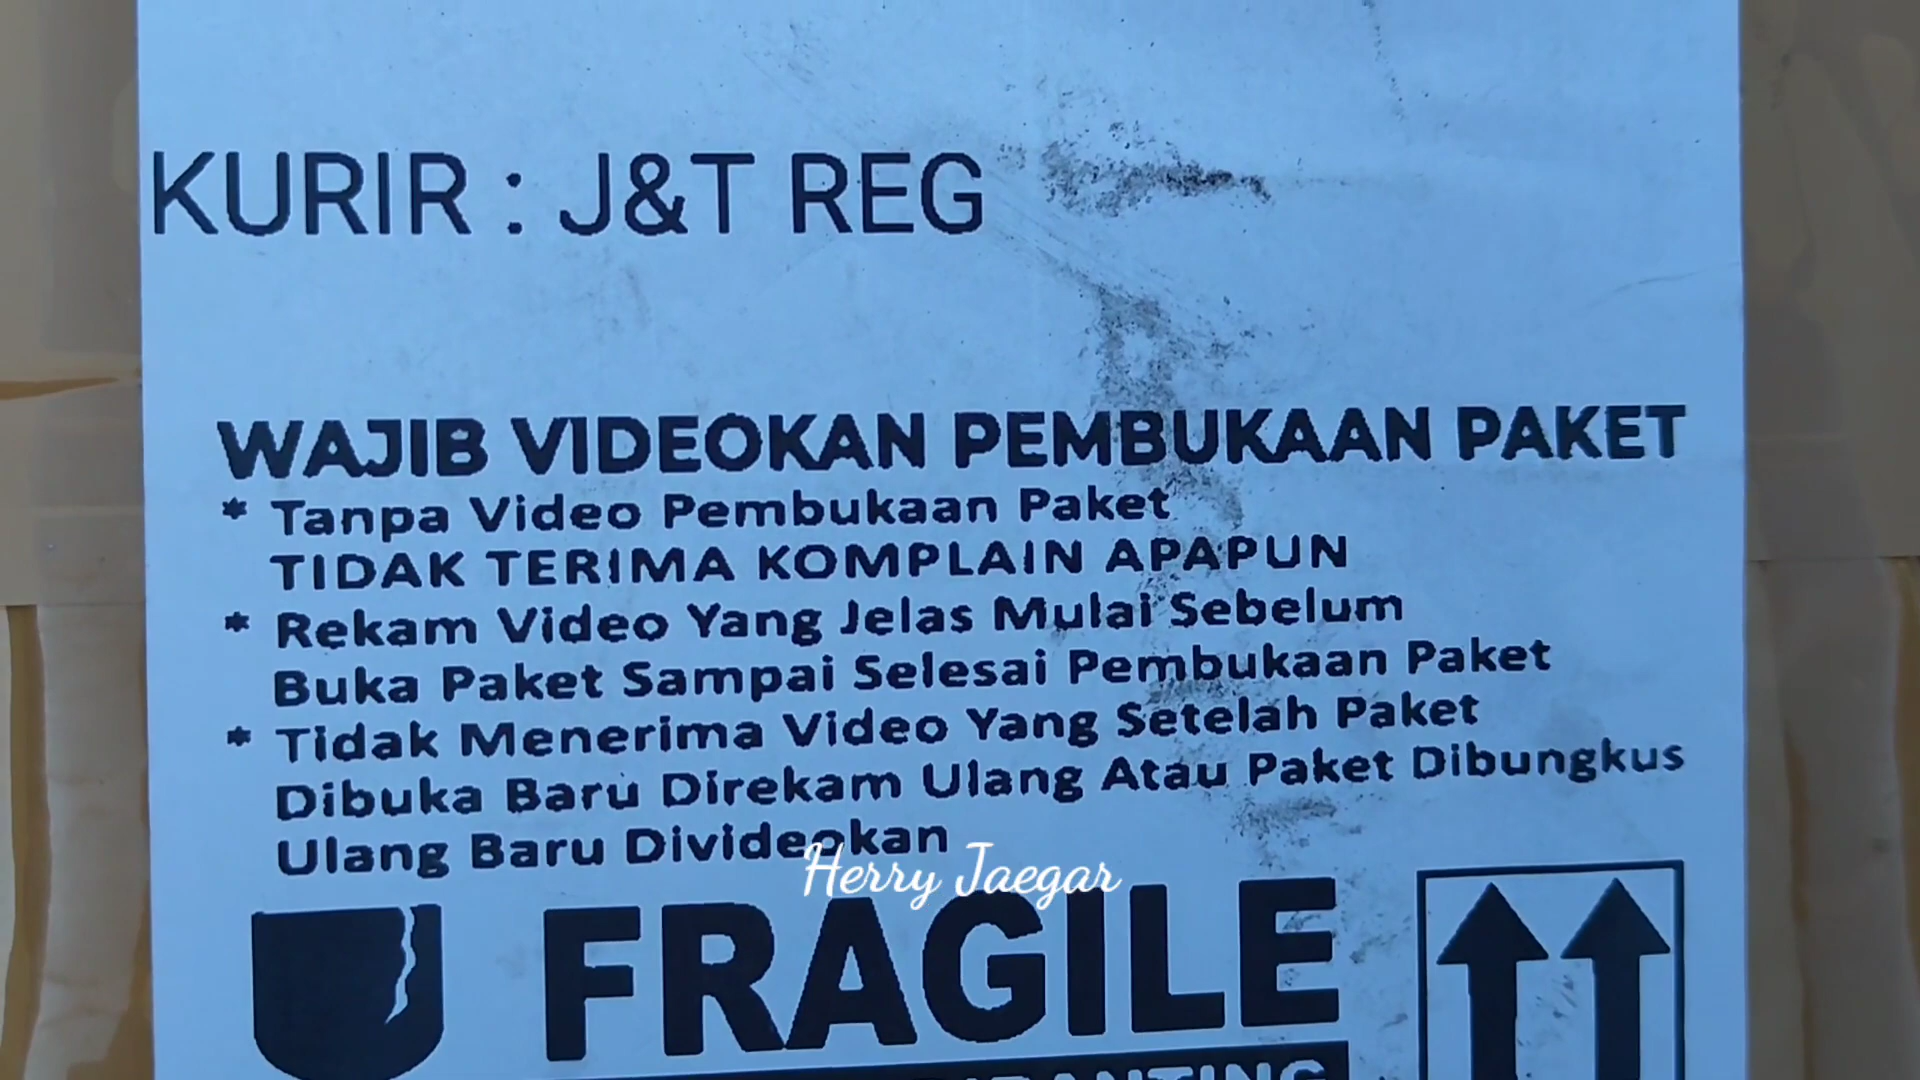 KURIR : J&T REG
WAJIB VIDEOKAN PEMBUKAAN PAKET
* Tanpa Video Pembukaan Paket
TIDAK TERIMA KOMPLAIN APAPUN
* Rekam Video Yang Jelas Mulai Sebelum
Buka Paket Sampai Selesai Pembukaan Paket
* Tidak Menerima Video Yang Setelah Paket
Dibuka Baru Direkam Ulang Atau Paket Dibungkus
Ulang Baru Divideokan
Herry Jaegar
FRAGILE